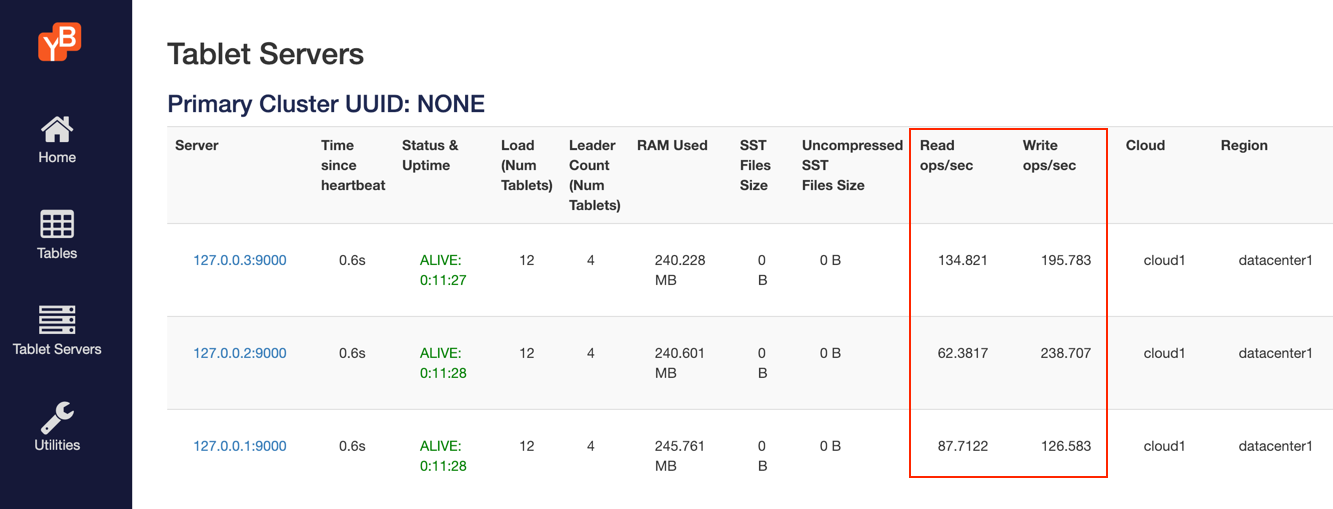 YB
Home
Tables
Tablet Servers
Utilities
Tablet Servers
Primary Cluster UUID: NONE
Server
Time
since
heartbeat
Status &
Uptime
Load
(Num
Tablets)
Leader
Count
(Num
Tablets)
RAM Used
SST
Files
Size
Uncompressed
SST
Files Size
Read
ops/sec
Write
ops/sec
Cloud
Region
127.0.0.3:9000
0.6s
ALIVE:
0:11:27
12
4
240.228
MB
0
B
0 B
134.821
195.783
cloud1
datacenter1
127.0.0.2:9000
0.6s
ALIVE:
0:11:28
12
4
240.601
MB
0
B
0 B
62.3817
238.707
cloud1
datacenter1
127.0.0.1:9000
0.6s
ALIVE:
0:11:28
12
4
245.761
MB
0
B
0 B
87.7122
126.583
cloud1
datacenter1